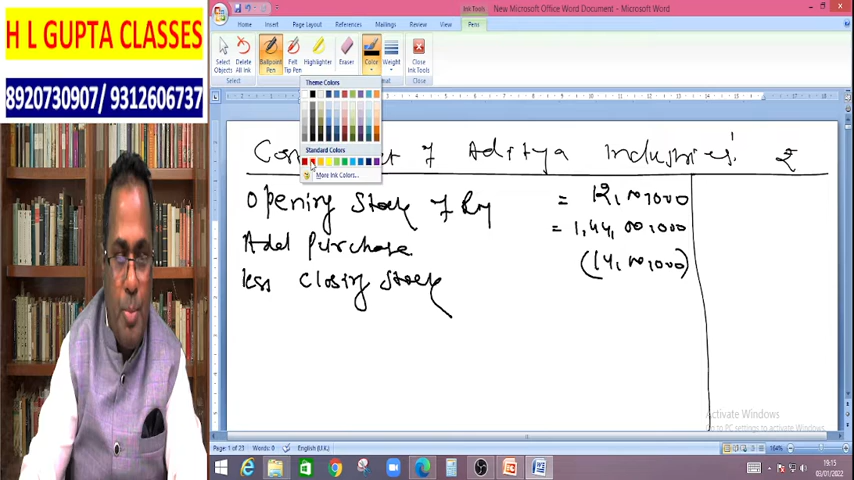 H L GUPTA CLASSES
8920730907/ 9312606737
Ink Tools
New Microsoft Office Word Document - Microsoft Word
Home Insert Page Layout References Mailings Review View Pens
Select Objects Delete All Ink Ballpoint Pen Felt Tip Pen Highlighter Eraser Color Weight Close Ink Tools
Select Close
Theme Colors
Standard Colors
More Ink Colors...
of Aditya Industries ₹
Opening Stock of = 12,00,000
Add Purchase = 1,44,00,000
less closing Stock (14,00,000)
Activate Windows
Go to PC settings to activate Windows.
Page: 1 of 23 Words: 0 English (U.K.) 184%
19:15
03/01/2022